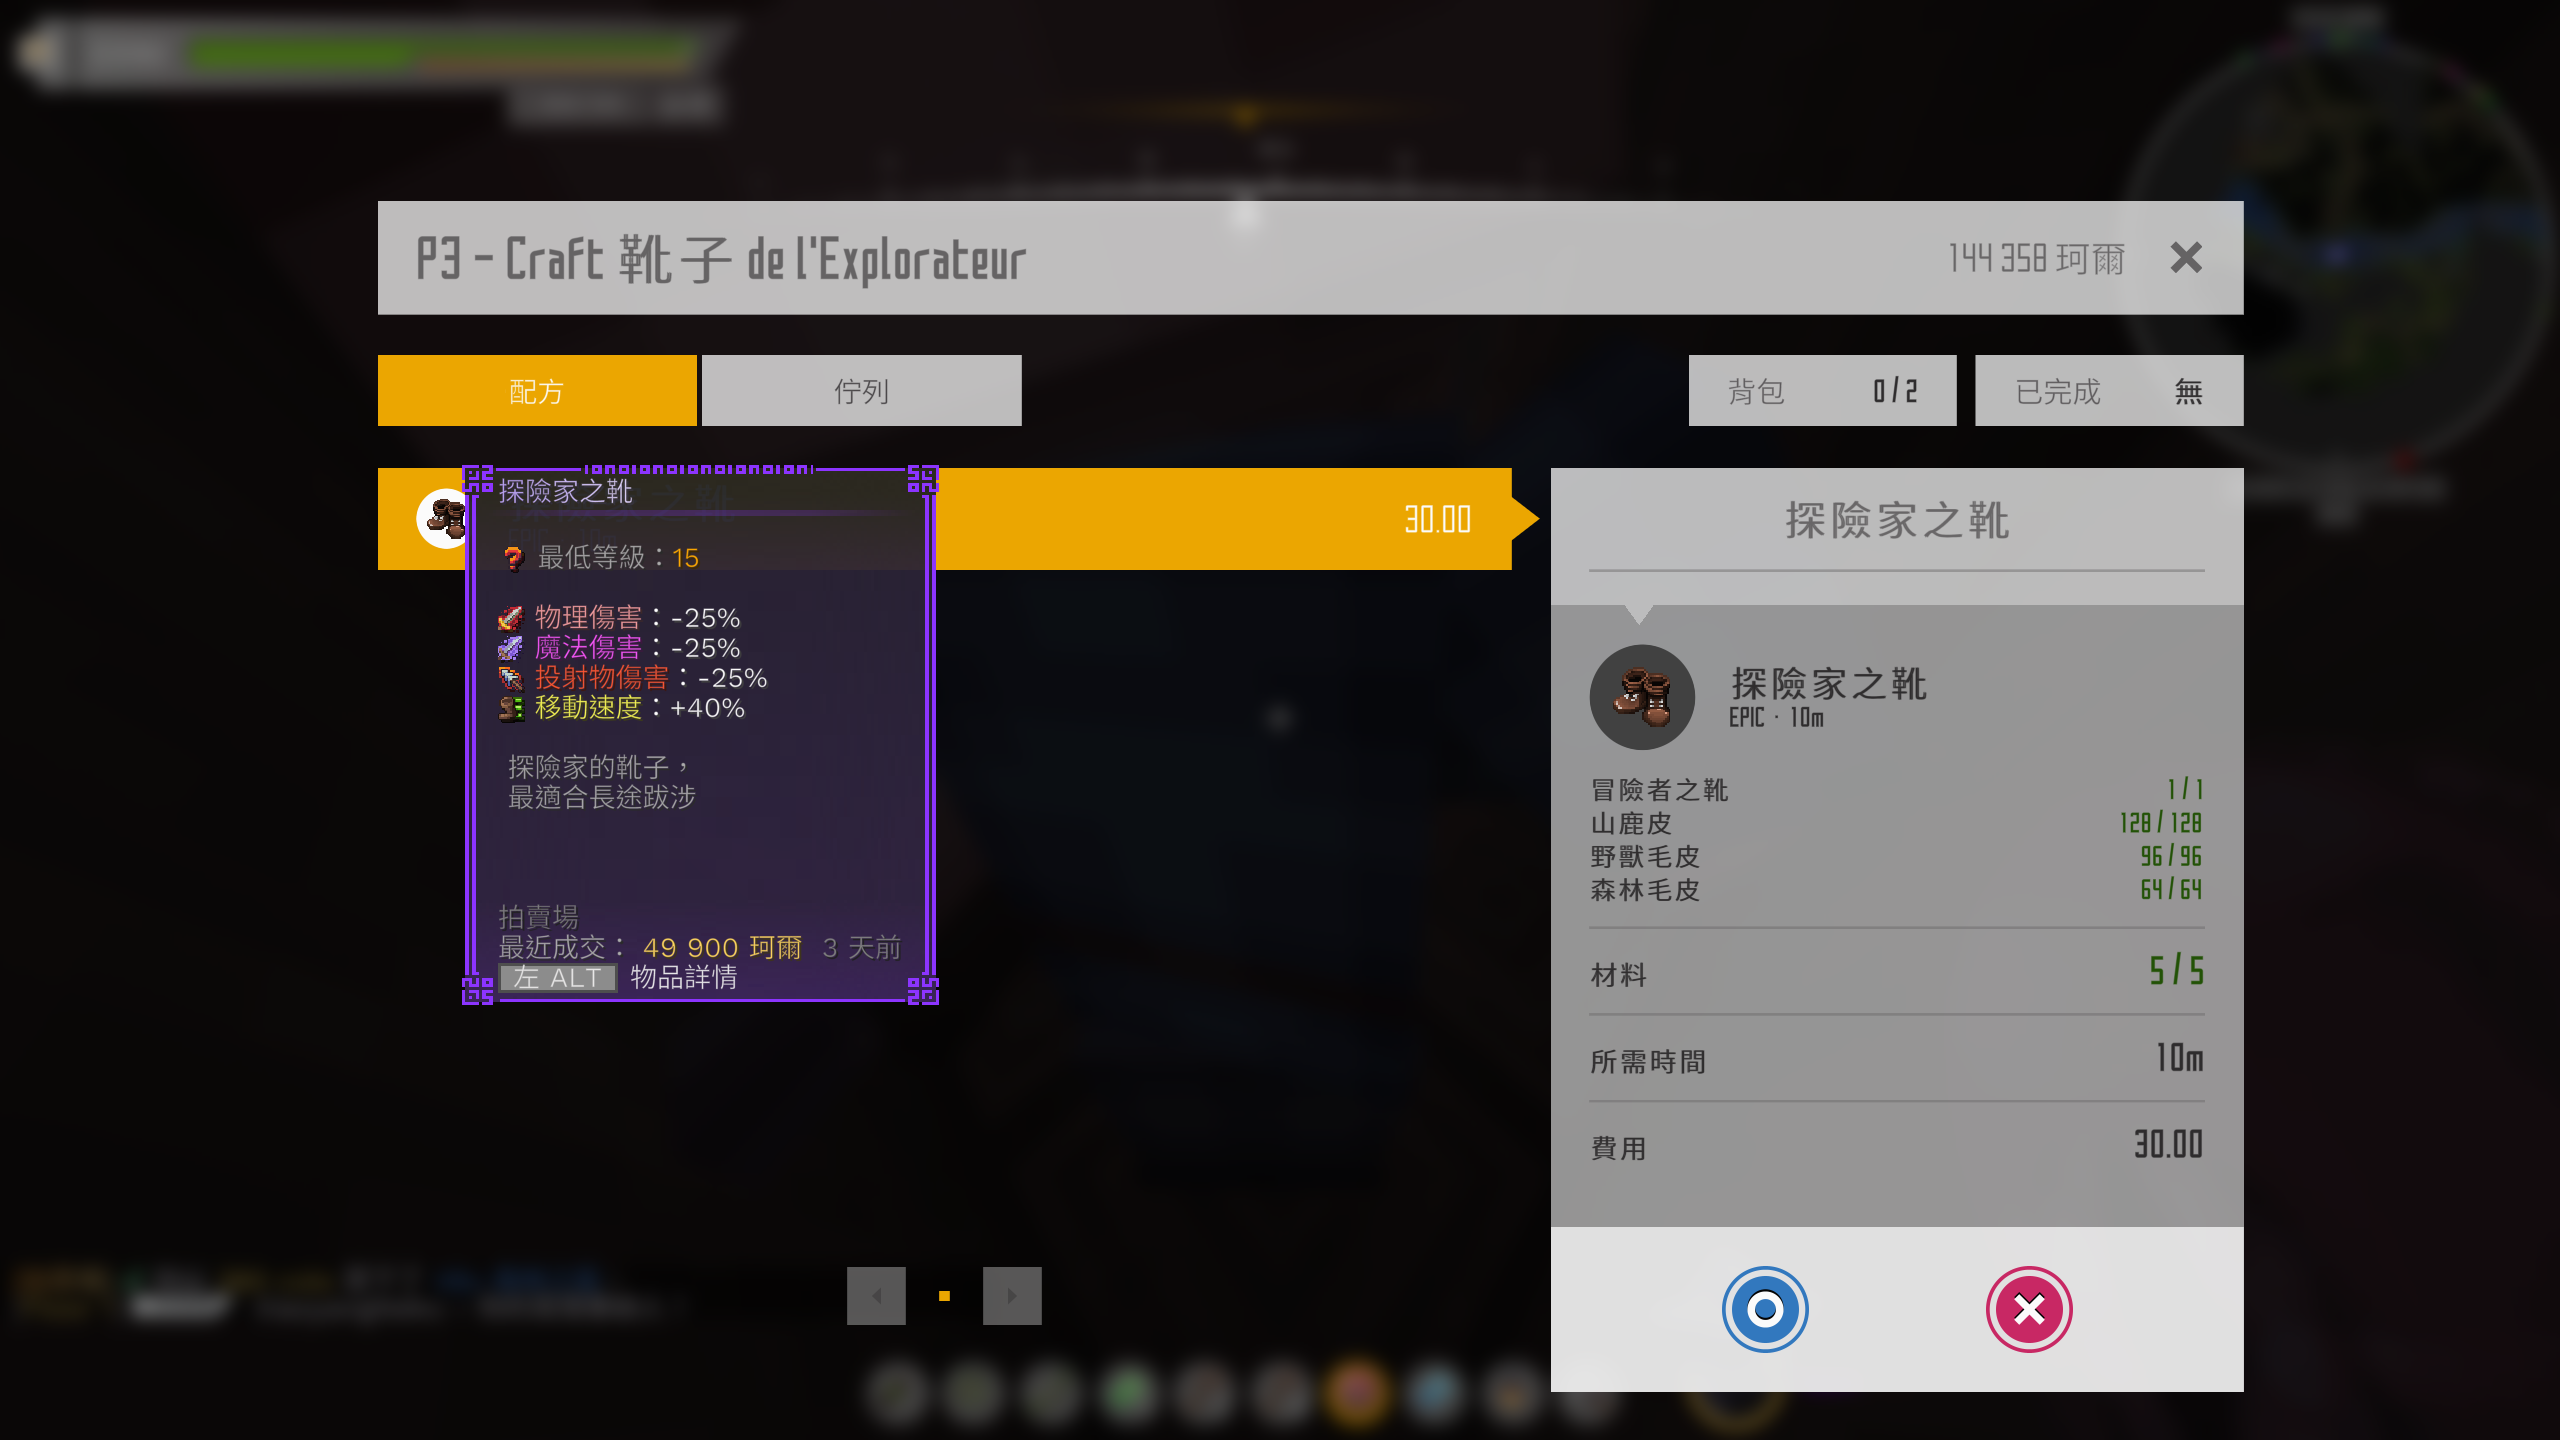 P3 - Craft 靴子 de l'Explorateur
144 358 珂爾
配方
佇列
背包 0/2
已完成 無
30.00
探險家之靴
最低等級：15
物理傷害：-25%
魔法傷害：-25%
投射物傷害：-25%
移動速度：+40%
探險家的靴子，
最適合長途跋涉
拍賣場
最近成交： 49 900 珂爾 3 天前
左 ALT 物品詳情
探險家之靴
探險家之靴
EPIC · 10m
冒險者之靴 1/1
山鹿皮 128/128
野獸毛皮 96/96
森林毛皮 64/64
材料 5/5
所需時間 10m
費用 30.00